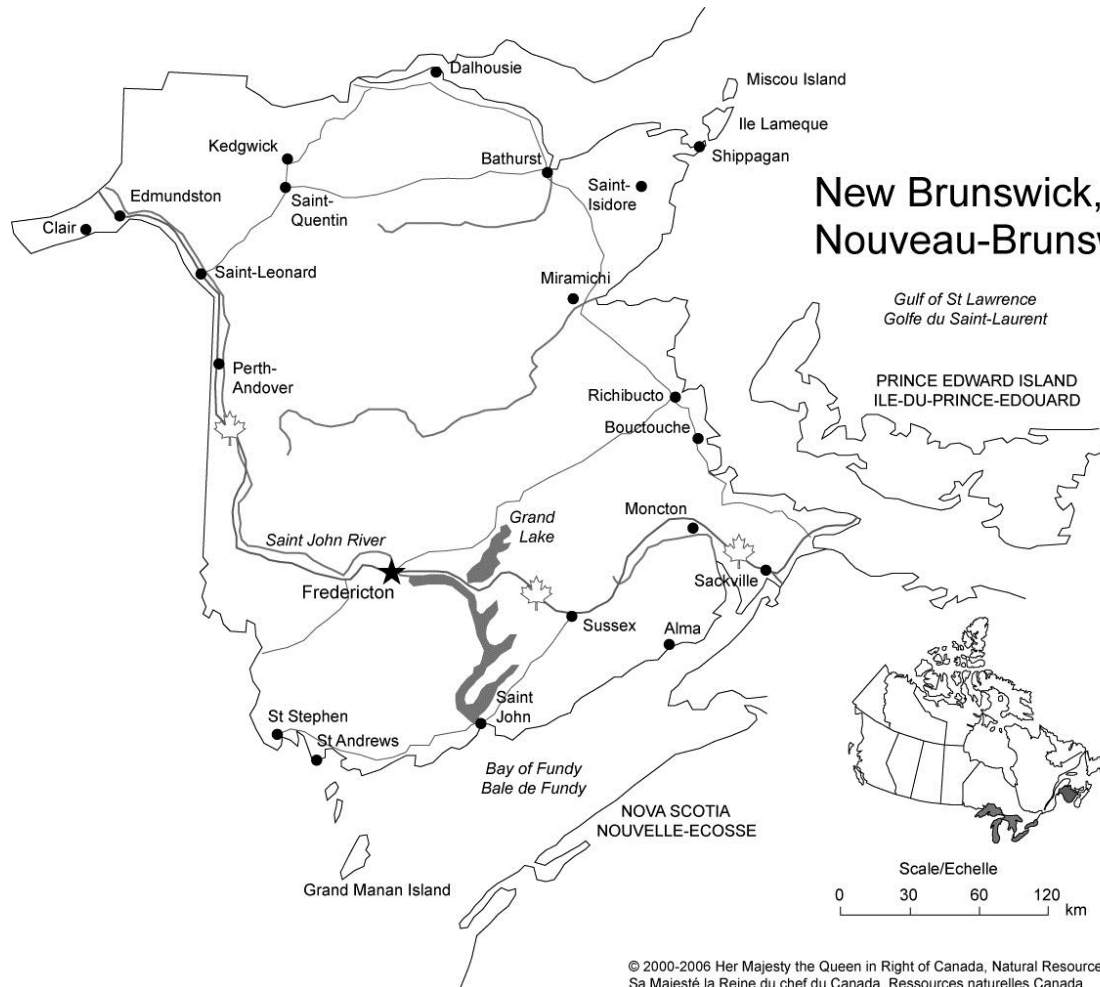 Dalhousie
Miscou Island
Ile Lameque
Kedgwick
Bathurst
Shippagan
Saint-
Isidore
New Brunswick,
Nouveau-Brunsw
Edmundston
Saint-
Quentin
Clair
Saint-Leonard
Miramichi
Gulf of St Lawrence
Golfe du Saint-Laurent
Perth-
Andover
PRINCE EDWARD ISLAND
ILE-DU-PRINCE-EDOUARD
Richibucto
Bouctouche
Moncton
Grand
Lake
Saint John River
Fredericton
Sackville
Sussex
Alma
Saint
John
St Stephen
St Andrews
Bay of Fundy
Baie de Fundy
NOVA SCOTIA
NOUVELLE-ECOSSE
Grand Manan Island
Scale/Echelle
0 30 60 120
km
© 2000-2006 Her Majesty the Queen in Right of Canada, Natural Resource
Sa Majesté la Reine du chef du Canada, Ressources naturelles Canada